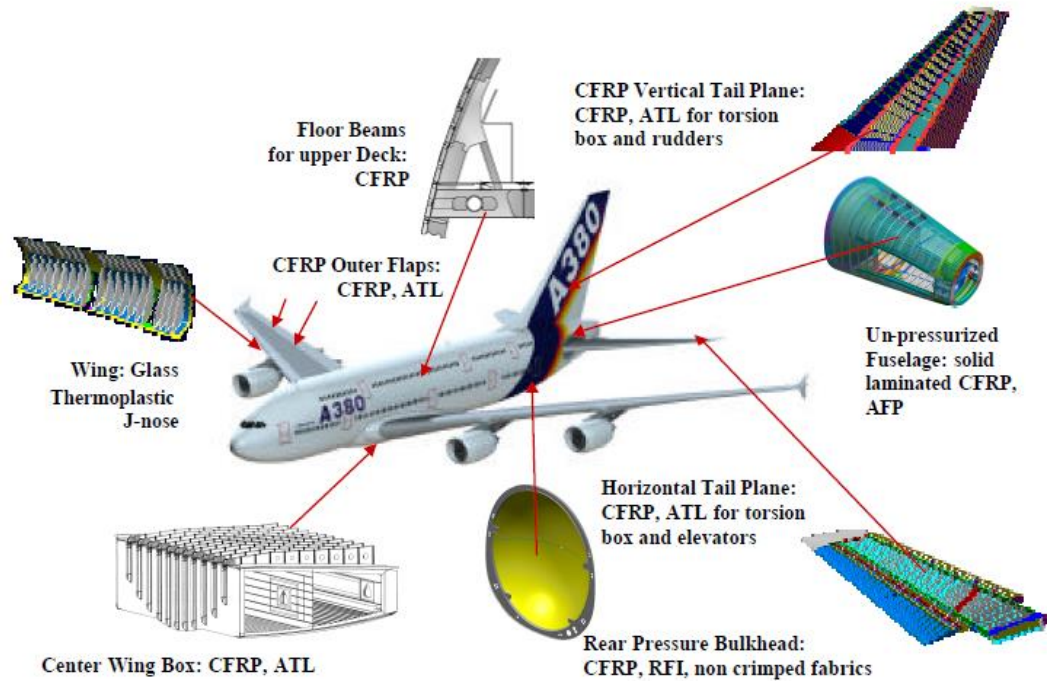 CFRP Vertical Tail Plane:
CFRP, ATL for torsion
box and rudders
Floor Beams
for upper Deck:
CFRP
A380
CFRP Outer Flaps:
CFRP, ATL
Un-pressurized
Fuselage: solid
laminated CFRP,
AFP
Wing: Glass
Thermoplastic
J-nose
A380
Horizontal Tail Plane:
CFRP, ATL for torsion
box and elevators
Rear Pressure Bulkhead:
CFRP, RFI, non crimped fabrics
Center Wing Box: CFRP, ATL